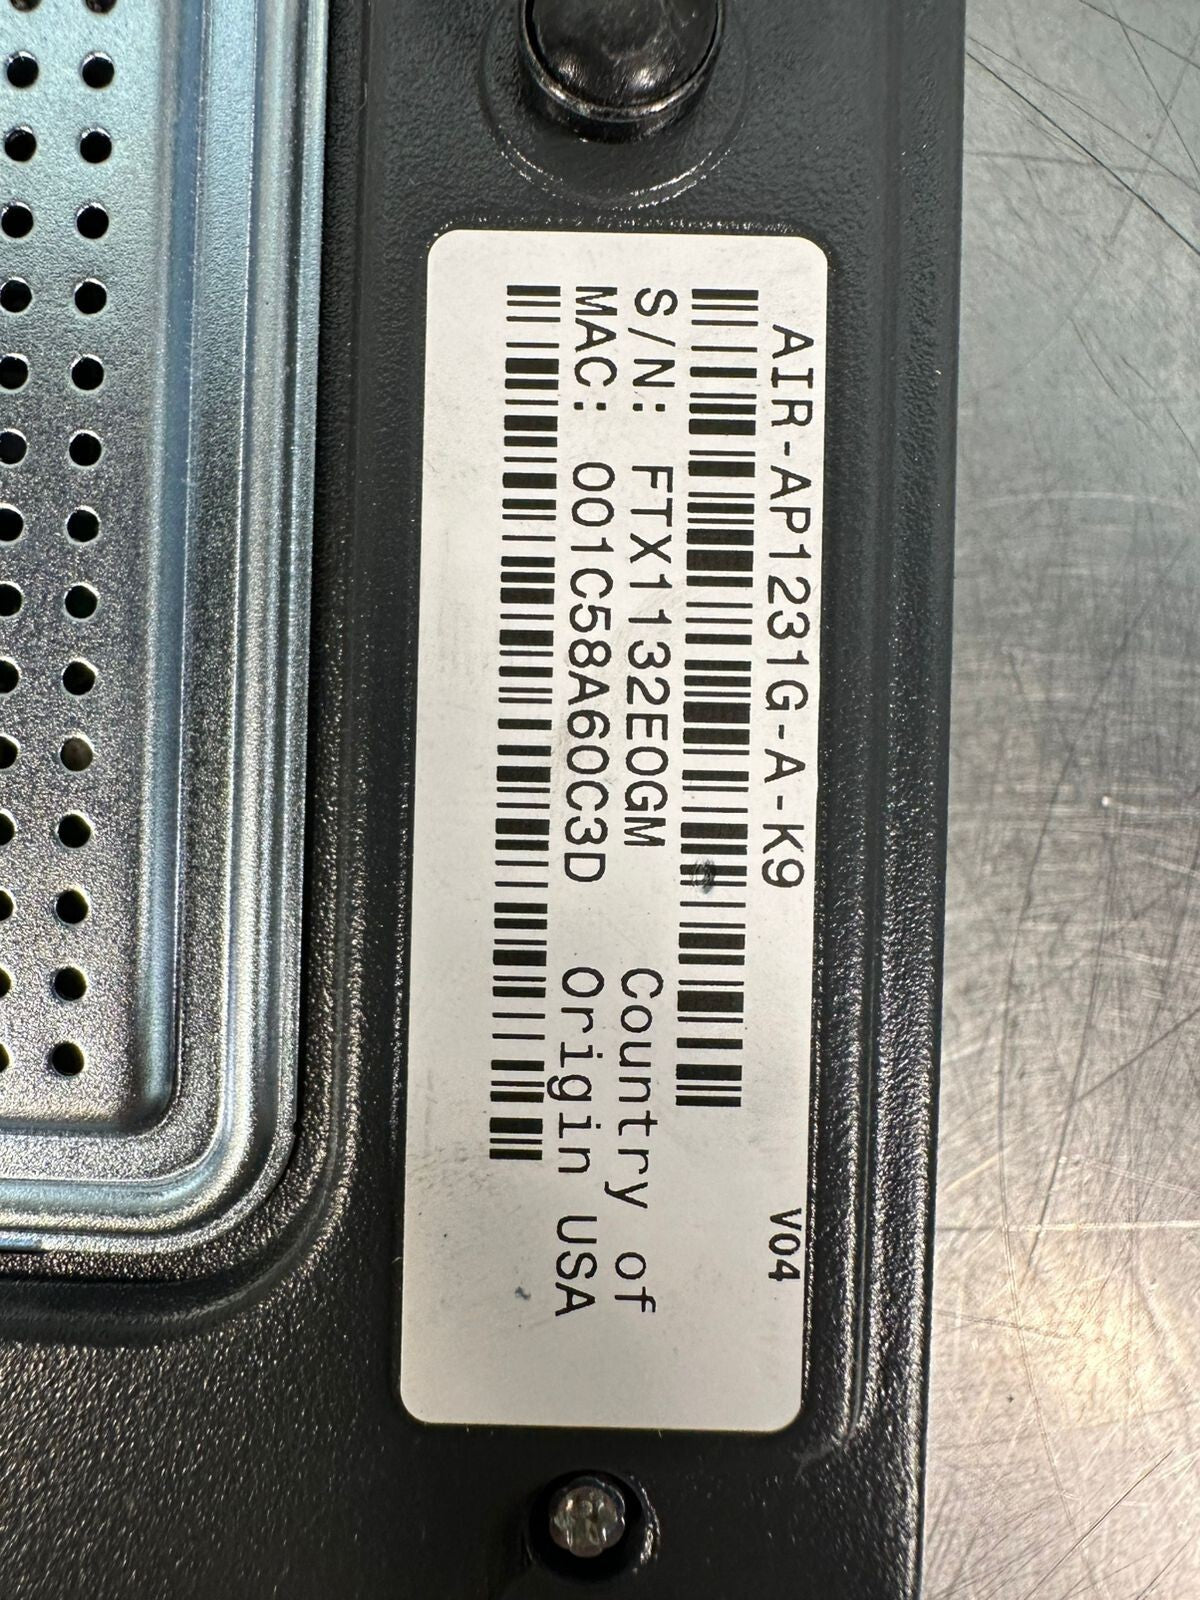 AIR-AP1231G-A-K9 V04
S/N: FTX1132E0GM Country of
MAC: 001C58A60C3D Origin USA